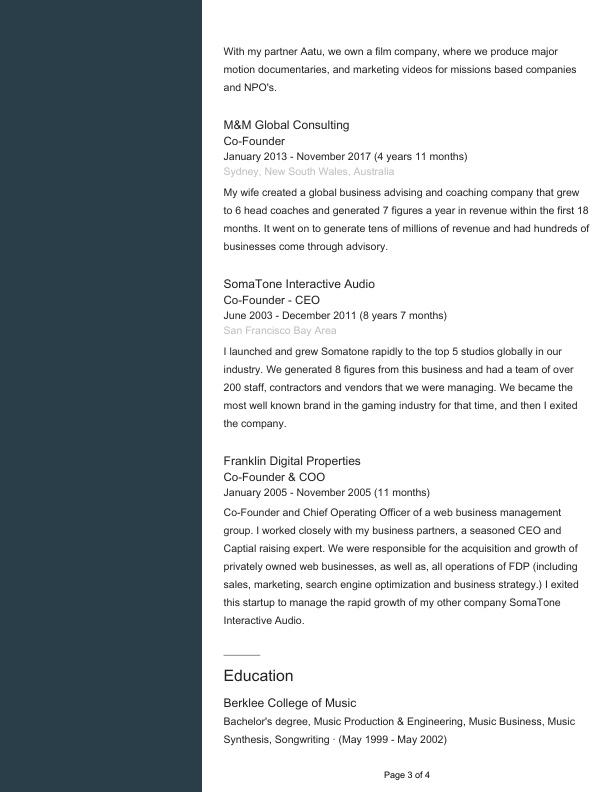 With my partner Aatu, we own a film company, where we produce major
motion documentaries, and marketing videos for missions based companies
and NPO's.
M&M Global Consulting
Co-Founder
January 2013 - November 2017 (4 years 11 months)
Sydney, New South Wales, Australia
My wife created a global business advising and coaching company that grew
to 6 head coaches and generated 7 figures a year in revenue within the first 18
months. It went on to generate tens of millions of revenue and had hundreds of
businesses come through advisory.
SomaTone Interactive Audio
Co-Founder - CEO
June 2003 - December 2011 (8 years 7 months)
San Francisco Bay Area
I launched and grew Somatone rapidly to the top 5 studios globally in our
industry. We generated 8 figures from this business and had a team of over
200 staff, contractors and vendors that we were managing. We became the
most well known brand in the gaming industry for that time, and then I exited
the company.
Franklin Digital Properties
Co-Founder & COO
January 2005 - November 2005 (11 months)
Co-Founder and Chief Operating Officer of a web business management
group. I worked closely with my business partners, a seasoned CEO and
Captial raising expert. We were responsible for the acquisition and growth of
privately owned web businesses, as well as, all operations of FDP (including
sales, marketing, search engine optimization and business strategy.) I exited
this startup to manage the rapid growth of my other company SomaTone
Interactive Audio.
Education
Berklee College of Music
Bachelor's degree, Music Production & Engineering, Music Business, Music
Synthesis, Songwriting · (May 1999 - May 2002)
Page 3 of 4